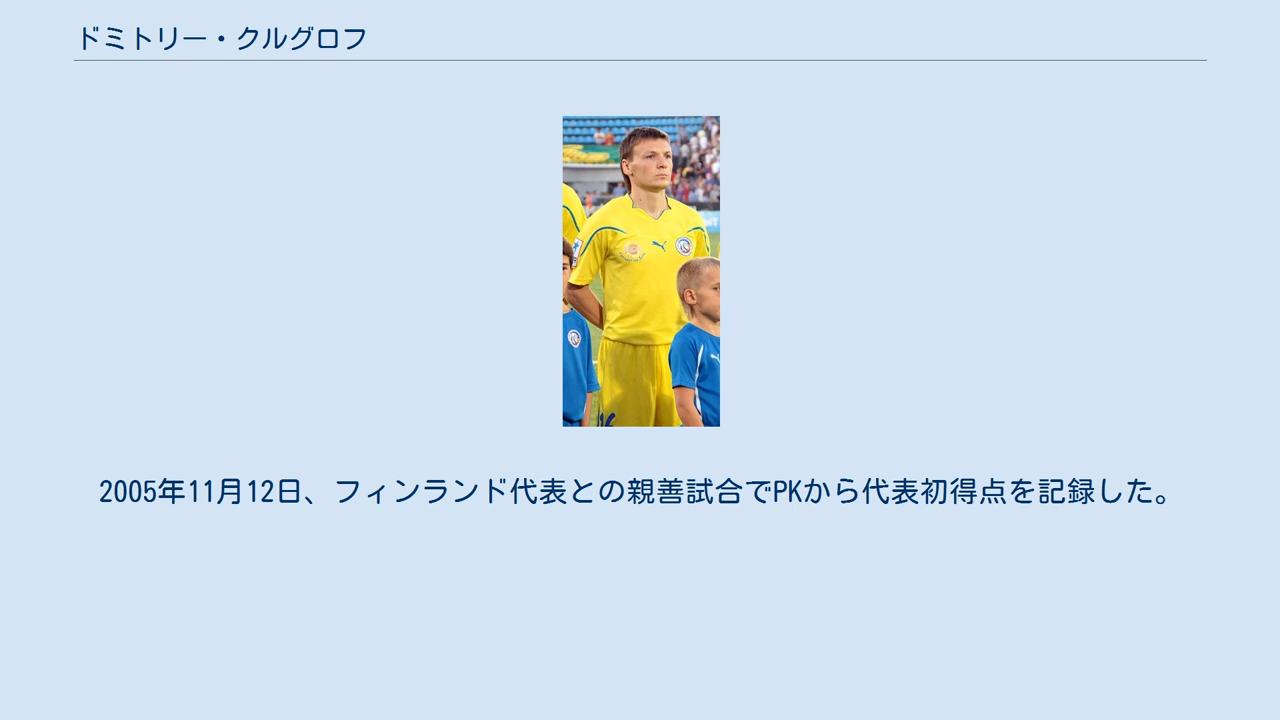 ドミトリー・クルグロフ
2005年11月12日、フィンランド代表との親善試合でPKから代表初得点を記録した。